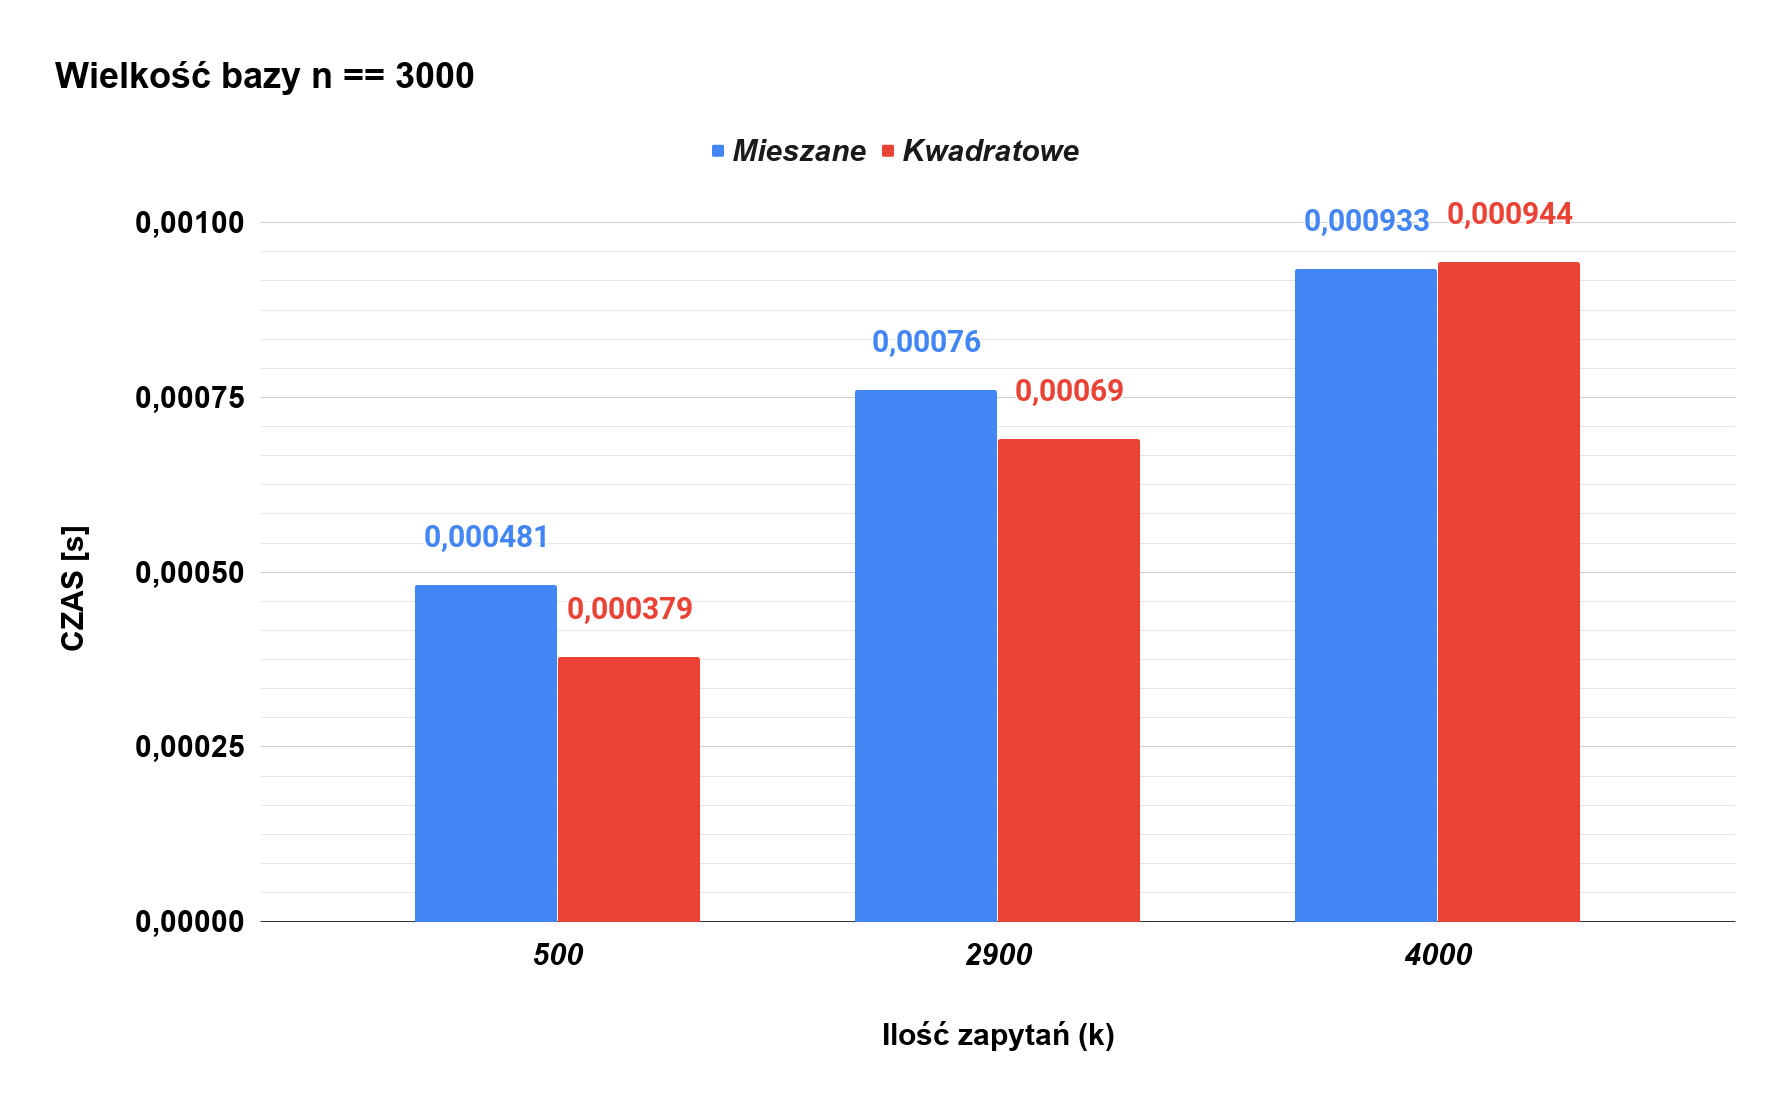 Wielkość bazy n == 3000
Mieszane Kwadratowe
0,00100
0,00075
0,00050
0,00025
0,00000
CZAS [s]
0,000481
0,000379
0,00076
0,00069
0,000933
0,000944
500 2900 4000
Ilość zapytań (k)